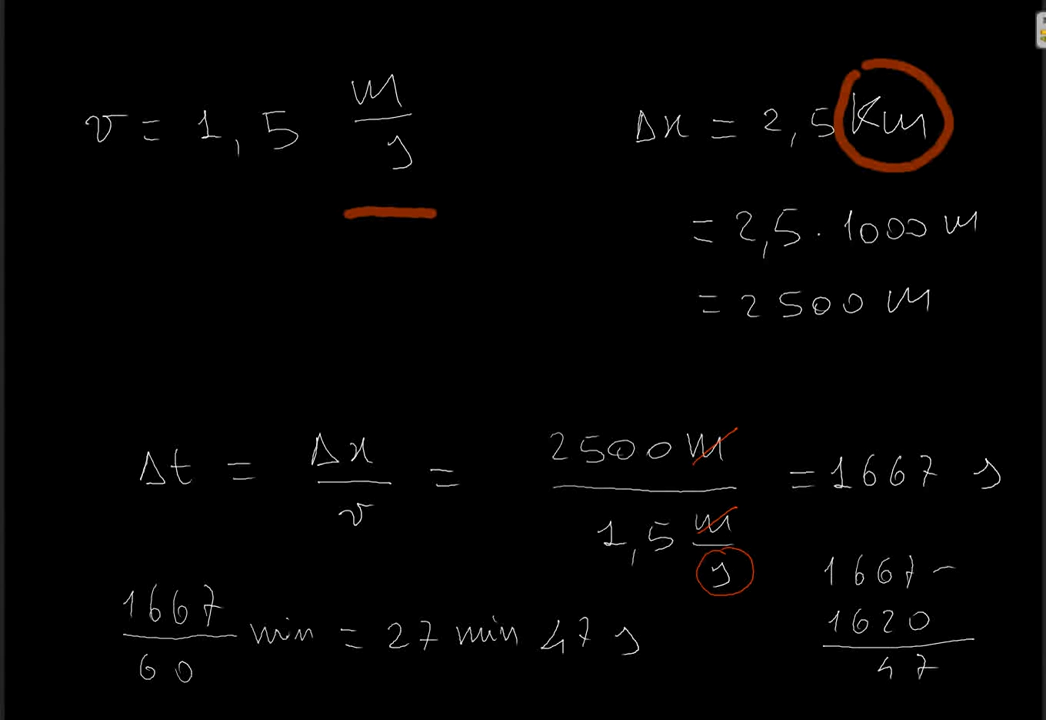 v = 1,5 m/s
Δx = 2,5 Km
= 2,5 · 1000 m
= 2500 m
Δt = Δx/v = 2500 m / 1,5 m/s = 1667 s
1667/60 min = 27 min 47 s
1667 -
1620
47